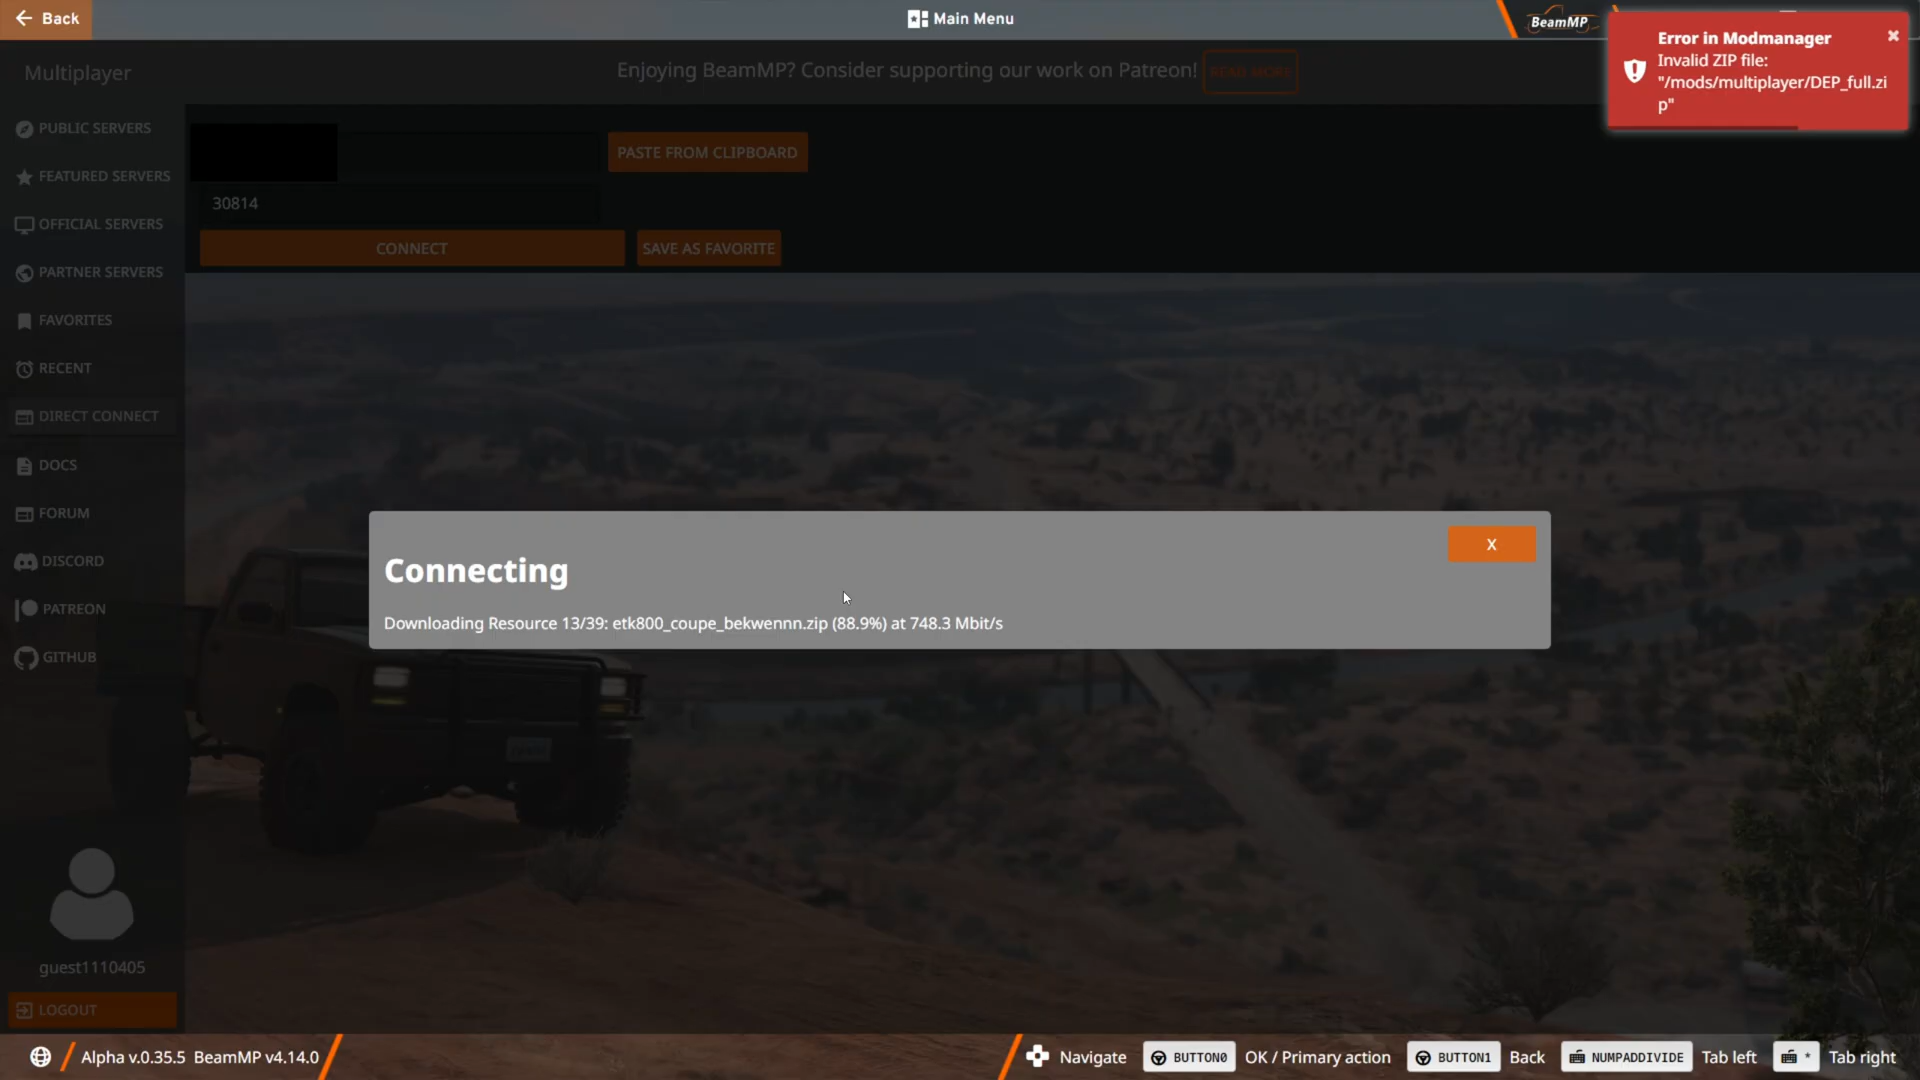 Back
Main Menu
BeamMP
Error in Modmanager
Invalid ZIP file:
"/mods/multiplayer/DEP_full.zi
p"
Multiplayer
Enjoying BeamMP? Consider supporting our work on Patreon!
READ MORE
PUBLIC SERVERS
FEATURED SERVERS
OFFICIAL SERVERS
PARTNER SERVERS
FAVORITES
RECENT
DIRECT CONNECT
DOCS
FORUM
DISCORD
PATREON
GITHUB
PASTE FROM CLIPBOARD
30814
CONNECT
SAVE AS FAVORITE
Connecting
X
Downloading Resource 13/39: etk800_coupe_bekwennn.zip (88.9%) at 748.3 Mbit/s
guest1110405
LOGOUT
Alpha v.0.35.5 BeamMP v4.14.0
Navigate
BUTTON0
OK / Primary action
BUTTON1
Back
NUMPADDIVIDE
Tab left
*
Tab right